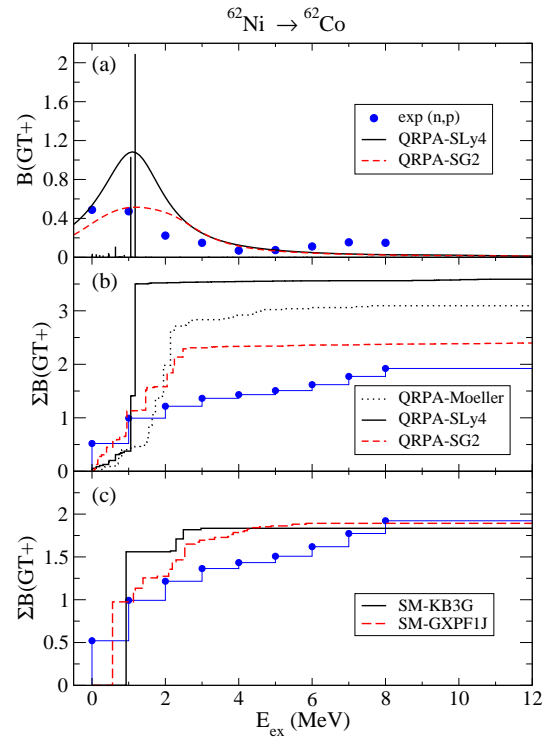 ⁶²Ni → ⁶²Co
(a)
2
1.6
1.2
0.8
0.4
0
B(GT+)
exp (n,p)
QRPA-SLy4
QRPA-SG2
(b)
3
2
1
0
ΣB(GT+)
QRPA-Moeller
QRPA-SLy4
QRPA-SG2
(c)
2
1.5
1
0.5
0
ΣB(GT+)
SM-KB3G
SM-GXPF1J
0 2 4 6 8 10 12
E_ex (MeV)